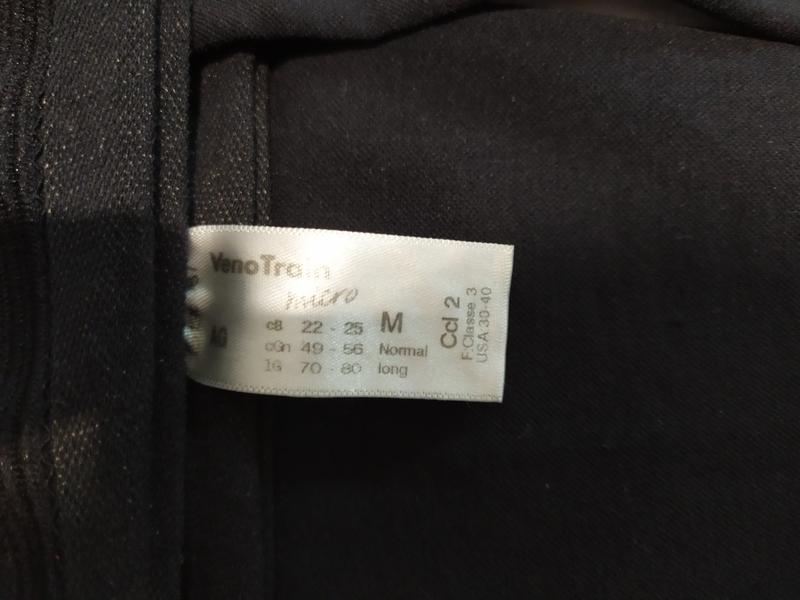 VenoTrain
micro
AG
cB 22 - 25 M
cGn 49 - 56 Normal
lG 70 - 80 long
Ccl 2
F:Classe 3
USA 30-40